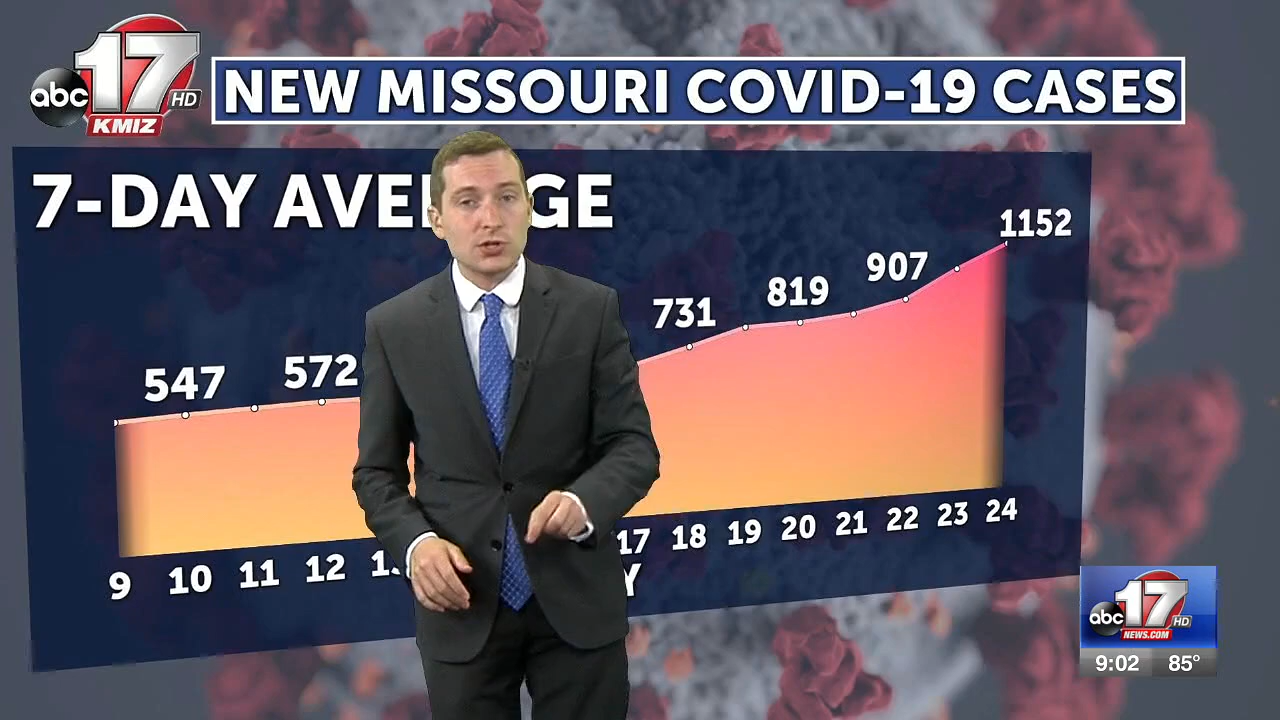 abc 17 HD
KMIZ
NEW MISSOURI COVID-19 CASES
7-DAY AVE GE
547 572 731 819 907 1152
9 10 11 12 17 18 19 20 21 22 23 24
Y
abc 17 HD
NEWS.COM
9:02 85°